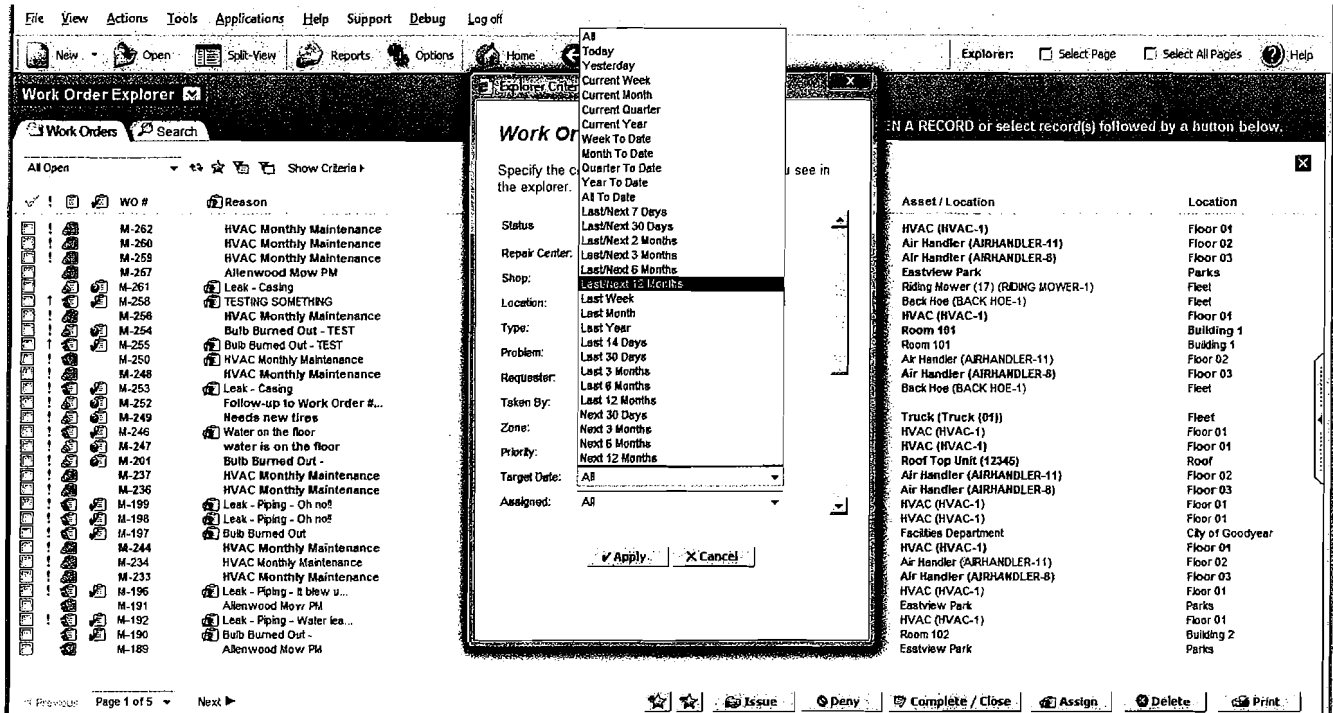 File View Actions Tools Applications Help Support Debug Log off
New Open Split-View Reports Options Home Explorer: Select Page Select All Pages Help
Work Order Explorer
Work Orders Search
N A RECORD or select record(s) followed by a button below.
All Open Show Criteria
WO # Reason Asset / Location Location
M-262 HVAC Monthly Maintenance HVAC (HVAC-1) Floor 01
M-260 HVAC Monthly Maintenance Air Handler (AIRHANDLER-11) Floor 02
M-259 HVAC Monthly Maintenance Air Handler (AIRHANDLER-8) Floor 03
M-267 Allenwood Mow PM Eastview Park Parks
M-261 Leak - Casing Riding Mower (17) (RIDING MOWER-1) Fleet
M-258 TESTING SOMETHING Back Hoe (BACK HOE-1) Fleet
M-256 HVAC Monthly Maintenance HVAC (HVAC-1) Floor 01
M-254 Bulb Burned Out - TEST Room 101 Building 1
M-255 Bulb Burned Out - TEST Room 101 Building 1
M-250 HVAC Monthly Maintenance Air Handler (AIRHANDLER-11) Floor 02
M-248 HVAC Monthly Maintenance Air Handler (AIRHANDLER-8) Floor 03
M-253 Leak - Casing Back Hoe (BACK HOE-1) Fleet
M-252 Follow-up to Work Order #...
M-249 Needs new tires Truck (Truck (01)) Fleet
M-246 Water on the floor HVAC (HVAC-1) Floor 01
M-247 water is on the floor HVAC (HVAC-1) Floor 01
M-201 Bulb Burned Out - Roof Top Unit (12345) Roof
M-237 HVAC Monthly Maintenance Air Handler (AIRHANDLER-11) Floor 02
M-236 HVAC Monthly Maintenance Air Handler (AIRHANDLER-8) Floor 03
M-199 Leak - Piping - Oh no!! HVAC (HVAC-1) Floor 01
M-198 Leak - Piping - Oh no!! HVAC (HVAC-1) Floor 01
M-197 Bulb Burned Out Facilities Department City of Goodyear
M-244 HVAC Monthly Maintenance HVAC (HVAC-1) Floor 01
M-234 HVAC Monthly Maintenance Air Handler (AIRHANDLER-11) Floor 02
M-233 HVAC Monthly Maintenance Air Handler (AIRHANDLER-8) Floor 03
M-196 Leak - Piping - It blew u... HVAC (HVAC-1) Floor 01
M-191 Allenwood Mow PM Eastview Park Parks
M-192 Leak - Piping - Water lea... HVAC (HVAC-1) Floor 01
M-190 Bulb Burned Out - Room 102 Building 2
M-189 Allenwood Mow PM Eastview Park Parks
Explorer Crite
Work Or
Specify the c u see in
the explorer.
Status
Repair Center:
Shop:
Location:
Type:
Problem:
Requester:
Taken By:
Zone:
Priority:
Target Date: All
Assigned: All
All
Today
Yesterday
Current Week
Current Month
Current Quarter
Current Year
Week To Date
Month To Date
Quarter To Date
Year To Date
All To Date
Last/Next 7 Days
Last/Next 30 Days
Last/Next 2 Months
Last/Next 3 Months
Last/Next 6 Months
Last/Next 12 Months
Last Week
Last Month
Last Year
Last 14 Days
Last 30 Days
Last 3 Months
Last 6 Months
Last 12 Months
Next 30 Days
Next 3 Months
Next 6 Months
Next 12 Months
Apply Cancel
Previous Page 1 of 5 Next Issue Deny Complete / Close Assign Delete Print